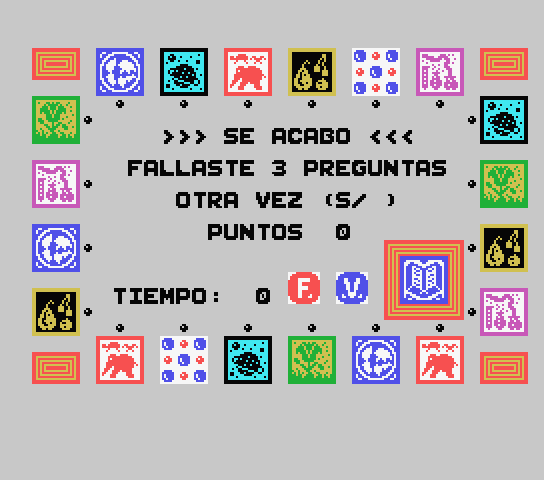 >>> SE ACABO <<<
FALLASTE 3 PREGUNTAS
OTRA VEZ (S/ )
PUNTOS 0
TIEMPO: 0 F. V.